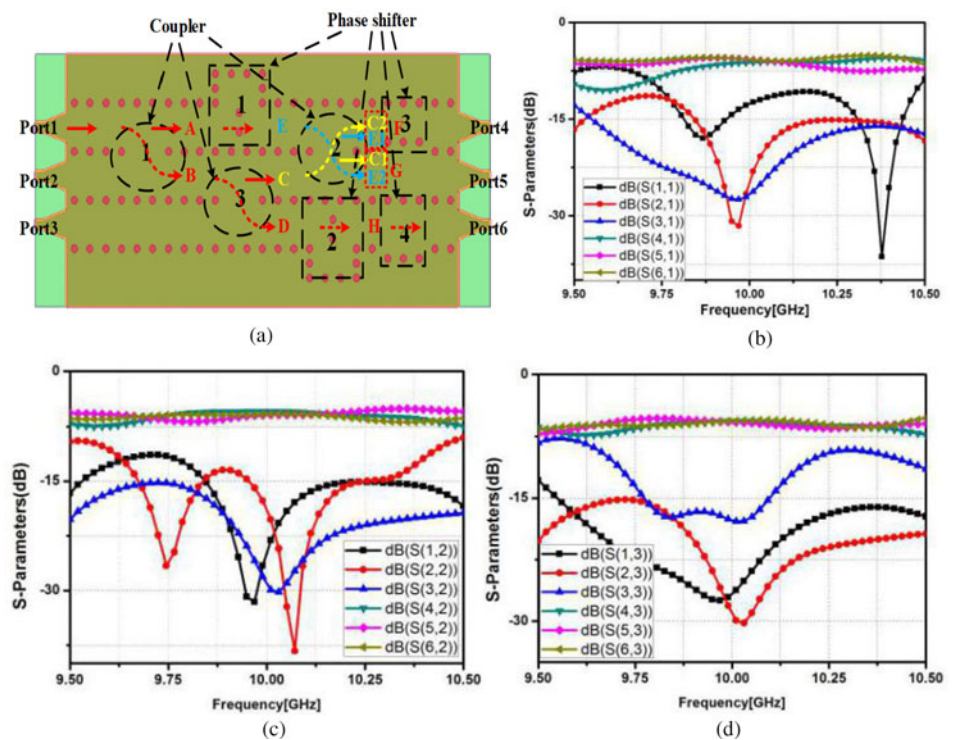 Coupler Phase shifter
Port1
Port2
Port3
Port4
Port5
Port6
A
B
C
D
E
C2
E1
C1
E2
F
G
H
1
1
2
3
3
2
4
(a)
S-Parameters(dB)
0
-15
-30
dB(S(1,1))
dB(S(2,1))
dB(S(3,1))
dB(S(4,1))
dB(S(5,1))
dB(S(6,1))
9.50 9.75 10.00 10.25 10.50
Frequency[GHz]
(b)
S-Parameters(dB)
0
-15
-30
dB(S(1,2))
dB(S(2,2))
dB(S(3,2))
dB(S(4,2))
dB(S(5,2))
dB(S(6,2))
9.50 9.75 10.00 10.25 10.50
Frequency[GHz]
(c)
S-Parameters(dB)
0
-15
-30
dB(S(1,3))
dB(S(2,3))
dB(S(3,3))
dB(S(4,3))
dB(S(5,3))
dB(S(6,3))
9.50 9.75 10.00 10.25 10.50
Frequency[GHz]
(d)